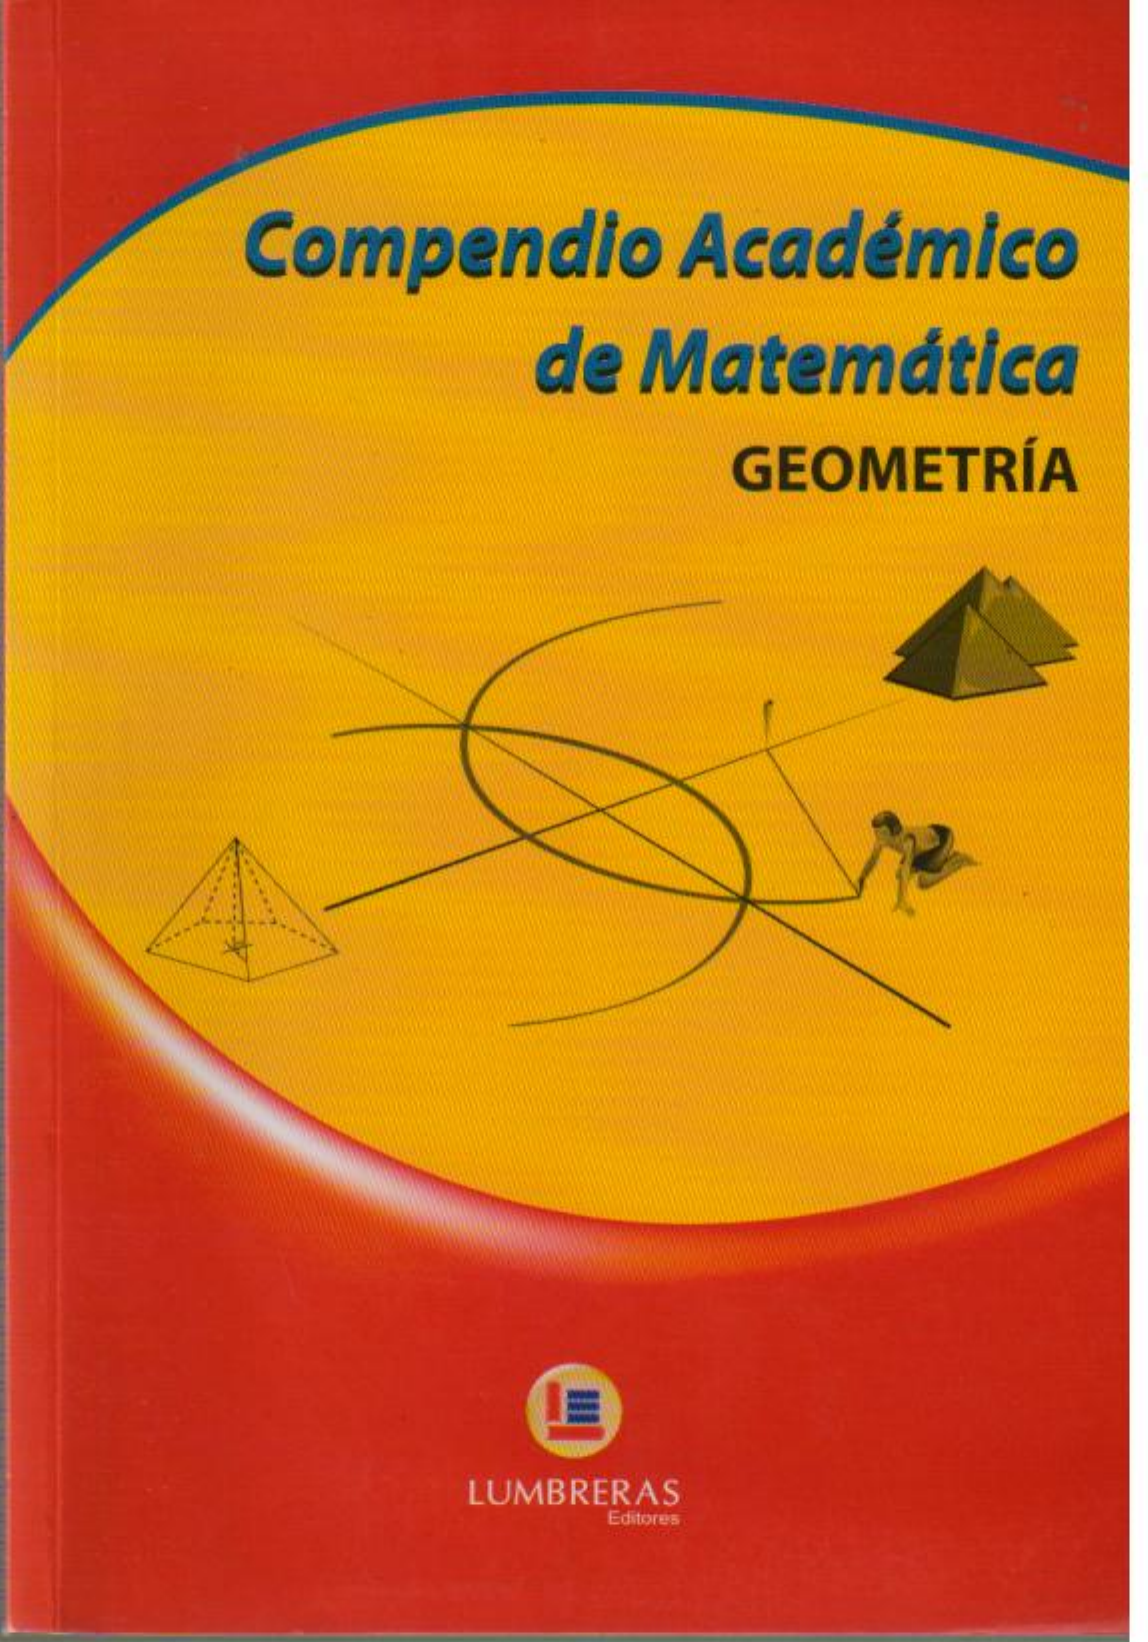 Compendio Académico
de Matemática
GEOMETRÍA
LUMBRERAS
Editores